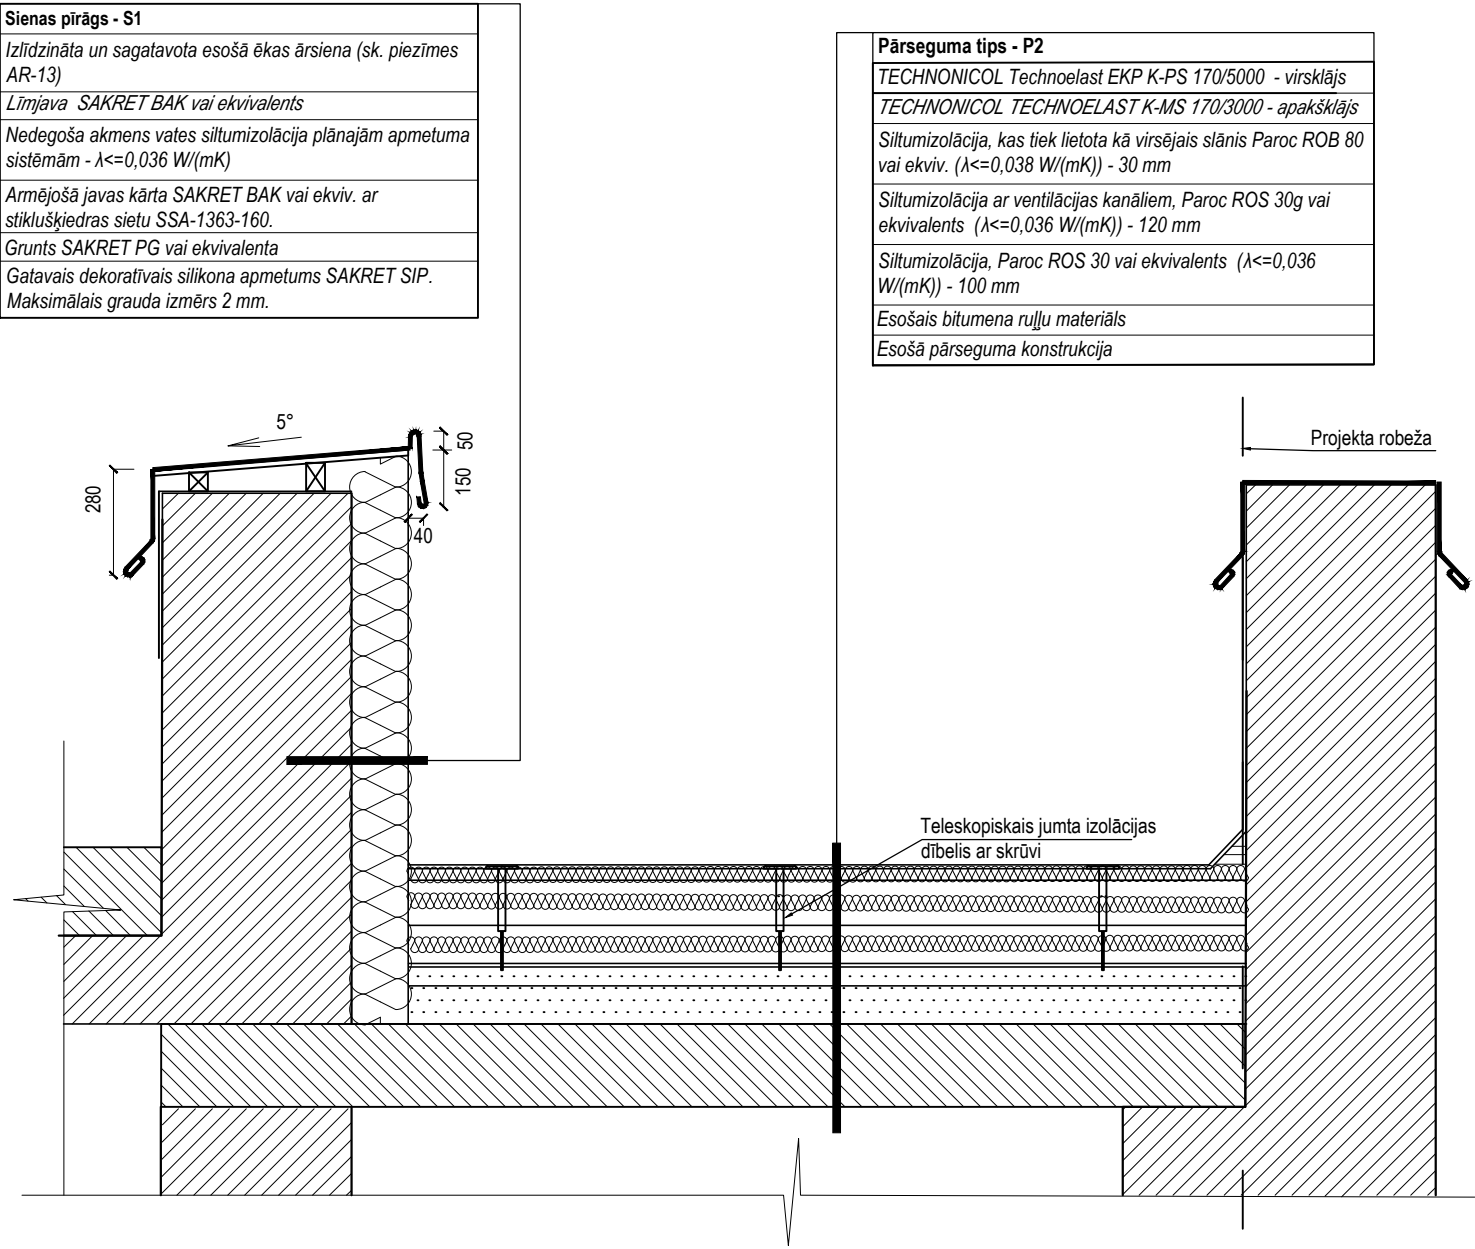 Sienas pīrāgs - S1
Izlīdzināta un sagatavota esošā ēkas ārsiena (sk. piezīmes
AR-13)
Līmjava SAKRET BAK vai ekvivalents
Nedegoša akmens vates siltumizolācija plānajām apmetuma
sistēmām - λ<=0,036 W/(mK)
Armējošā javas kārta SAKRET BAK vai ekviv. ar
stiklušķiedras sietu SSA-1363-160.
Grunts SAKRET PG vai ekvivalenta
Gatavais dekoratīvais silikona apmetums SAKRET SIP.
Maksimālais grauda izmērs 2 mm.
Pārseguma tips - P2
TECHNONICOL Technoelast EKP K-PS 170/5000 - virsklājs
TECHNONICOL TECHNOELAST K-MS 170/3000 - apakšklājs
Siltumizolācija, kas tiek lietota kā virsējais slānis Paroc ROB 80
vai ekviv. (λ<=0,038 W/(mK)) - 30 mm
Siltumizolācija ar ventilācijas kanāliem, Paroc ROS 30g vai
ekvivalents (λ<=0,036 W/(mK)) - 120 mm
Siltumizolācija, Paroc ROS 30 vai ekvivalents (λ<=0,036
W/(mK)) - 100 mm
Esošais bitumena ruļļu materiāls
Esošā pārseguma konstrukcija
5°
50
150
280
40
Projekta robeža
Teleskopiskais jumta izolācijas
dībelis ar skrūvi